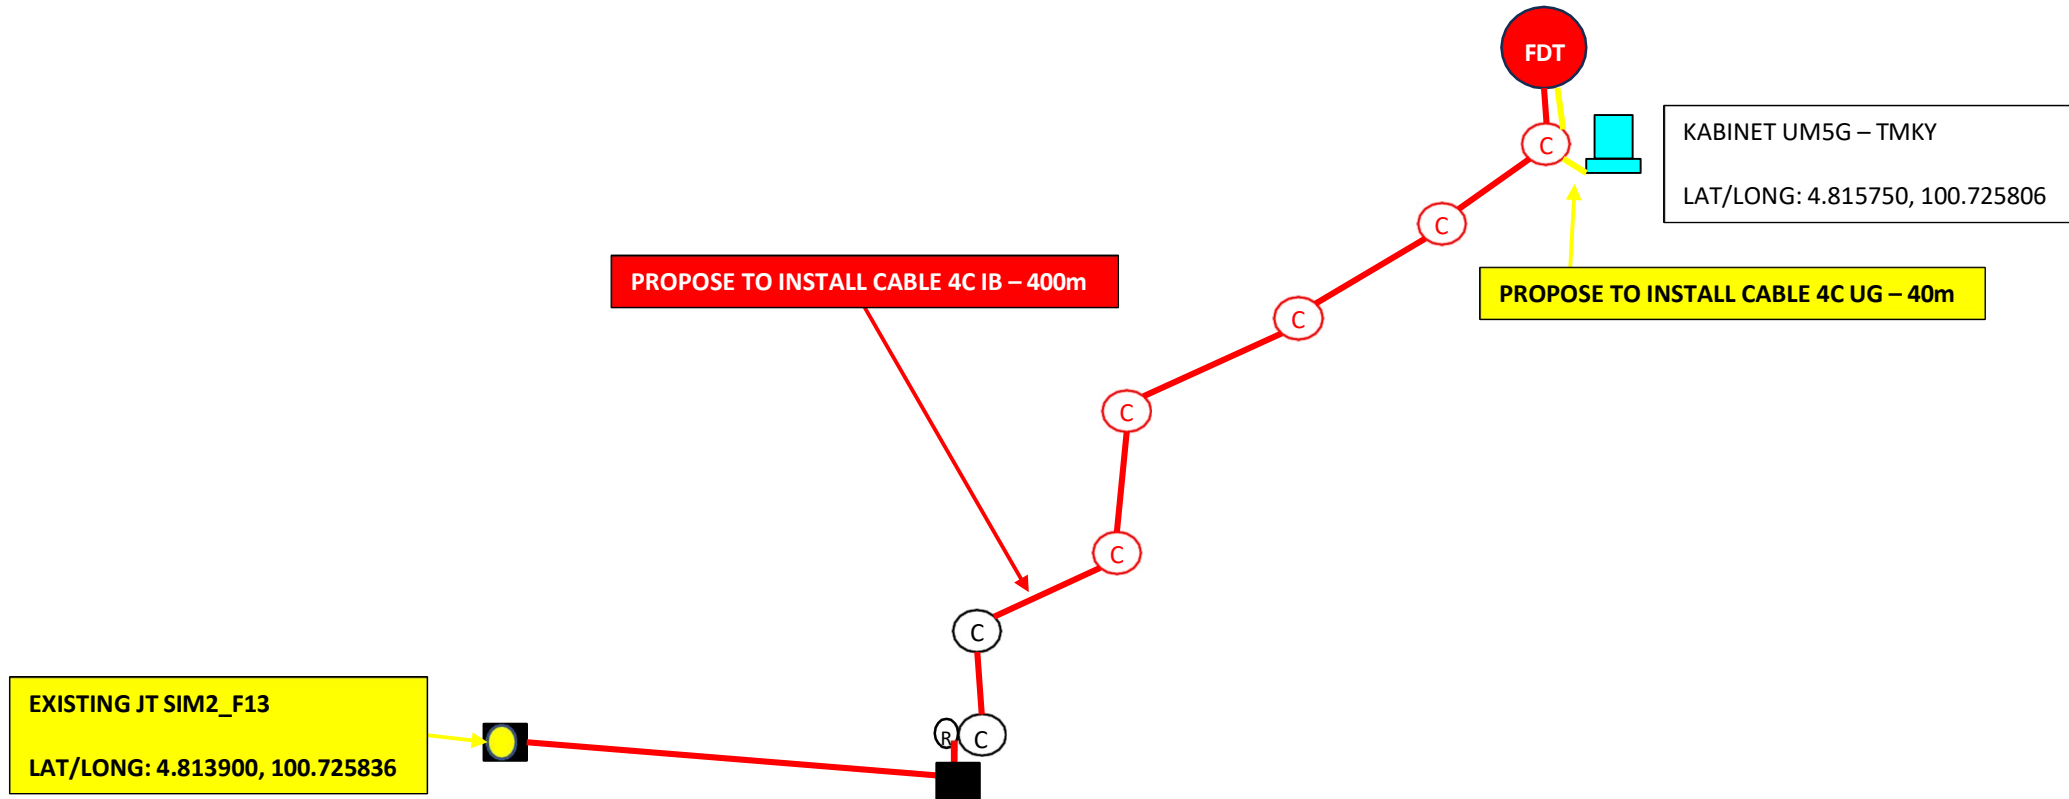 FDT
KABINET UM5G – TMKY
LAT/LONG: 4.815750, 100.725806
C
C
PROPOSE TO INSTALL CABLE 4C IB – 400m
PROPOSE TO INSTALL CABLE 4C UG – 40m
C
C
C
C
EXISTING JT SIM2_F13
LAT/LONG: 4.813900, 100.725836
R
C